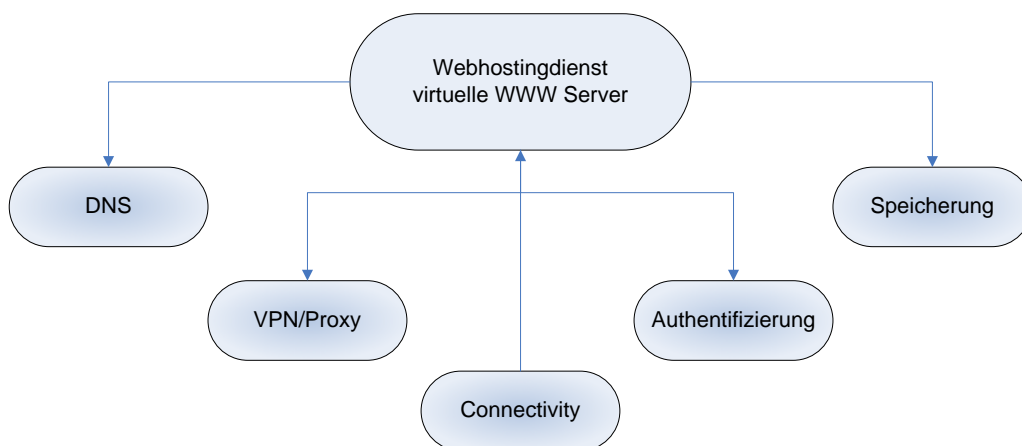 Webhostingdienst
virtuelle WWW Server
DNS
Speicherung
VPN/Proxy
Authentifizierung
Connectivity